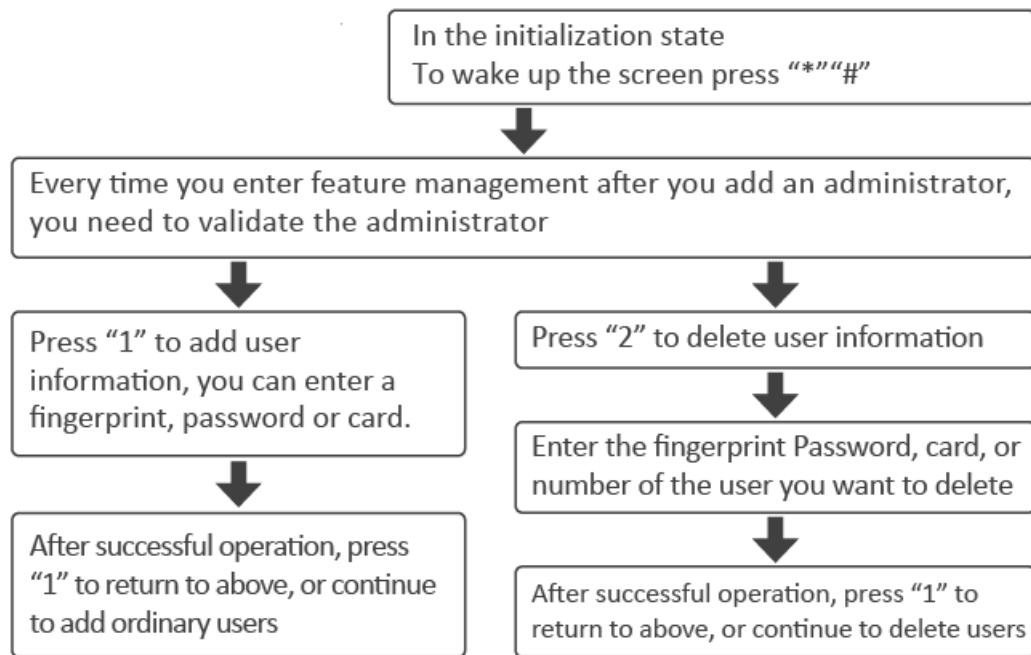 In the initialization state
To wake up the screen press “*”“#”
Every time you enter feature management after you add an administrator,
you need to validate the administrator
Press “1” to add user
information, you can enter a
fingerprint, password or card.
After successful operation, press
“1” to return to above, or continue
to add ordinary users
Press “2” to delete user information
Enter the fingerprint Password, card, or
number of the user you want to delete
After successful operation, press “1” to
return to above, or continue to delete users